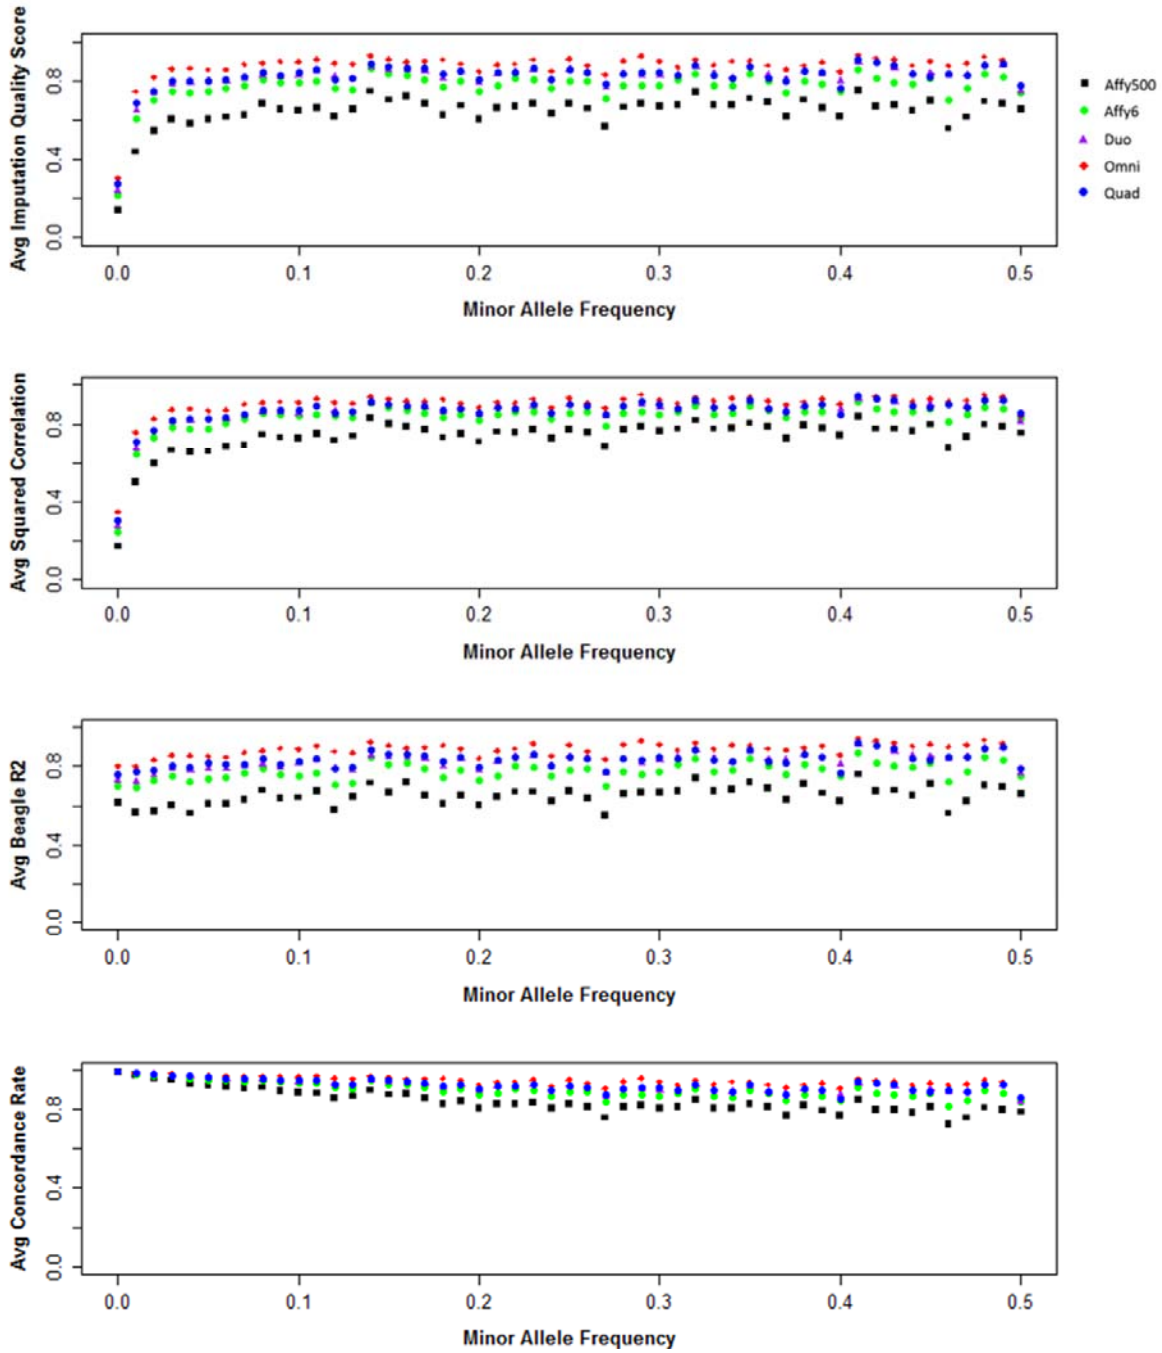 Avg Imputation Quality Score
0.0 0.4 0.8
0.0 0.1 0.2 0.3 0.4 0.5
Minor Allele Frequency
Affy500
Affy6
Duo
Omni
Quad
Avg Squared Correlation
0.0 0.4 0.8
0.0 0.1 0.2 0.3 0.4 0.5
Minor Allele Frequency
Avg Beagle R2
0.0 0.4 0.8
0.0 0.1 0.2 0.3 0.4 0.5
Minor Allele Frequency
Avg Concordance Rate
0.0 0.4 0.8
0.0 0.1 0.2 0.3 0.4 0.5
Minor Allele Frequency